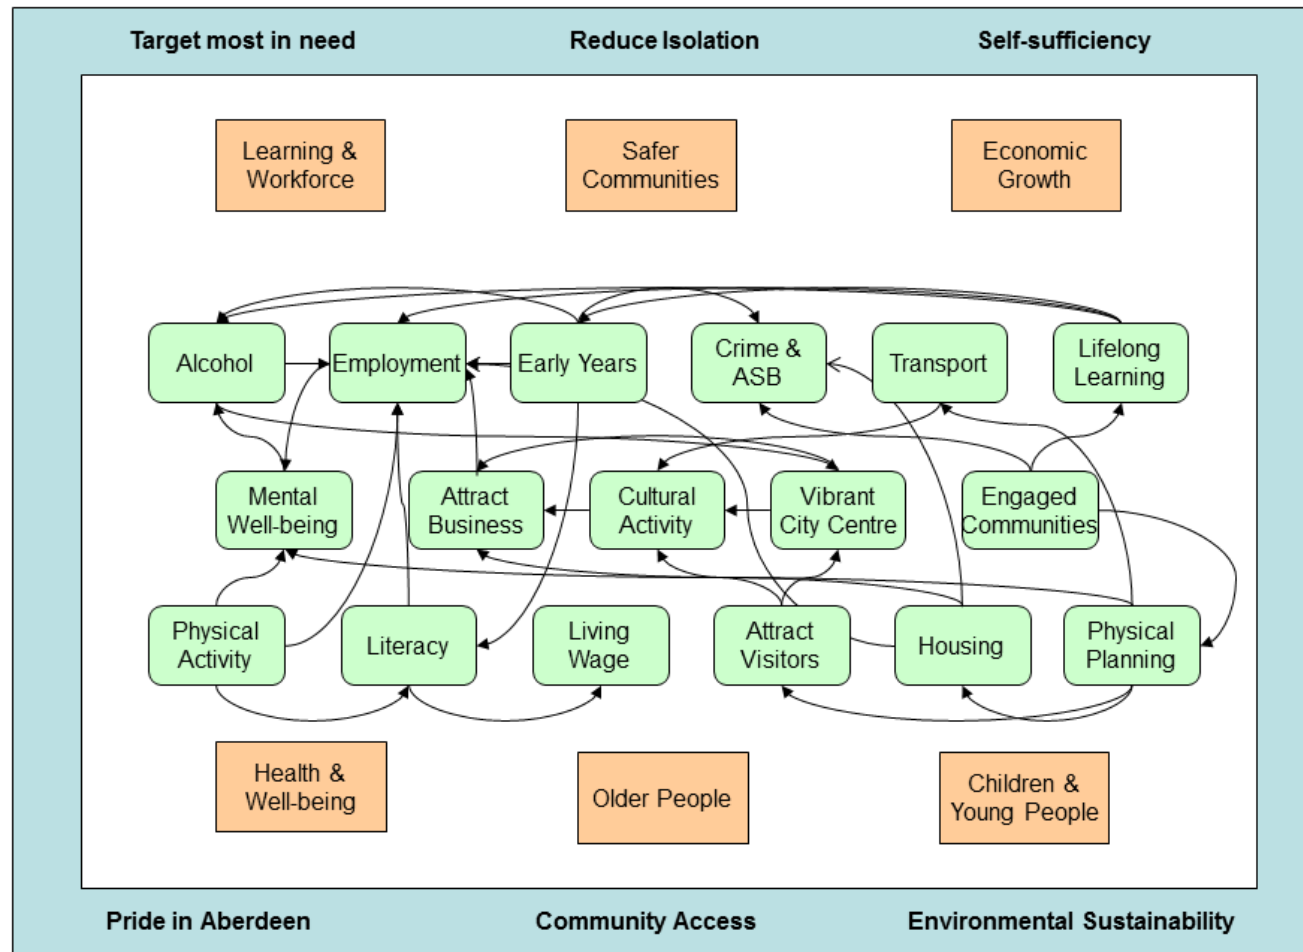 Target most in need
Reduce Isolation
Self-sufficiency
Learning &
Workforce
Safer
Communities
Economic
Growth
Alcohol
Employment
Early Years
Crime &
ASB
Transport
Lifelong
Learning
Mental
Well-being
Attract
Business
Cultural
Activity
Vibrant
City Centre
Engaged
Communities
Physical
Activity
Literacy
Living
Wage
Attract
Visitors
Housing
Physical
Planning
Health &
Well-being
Older People
Children &
Young People
Pride in Aberdeen
Community Access
Environmental Sustainability